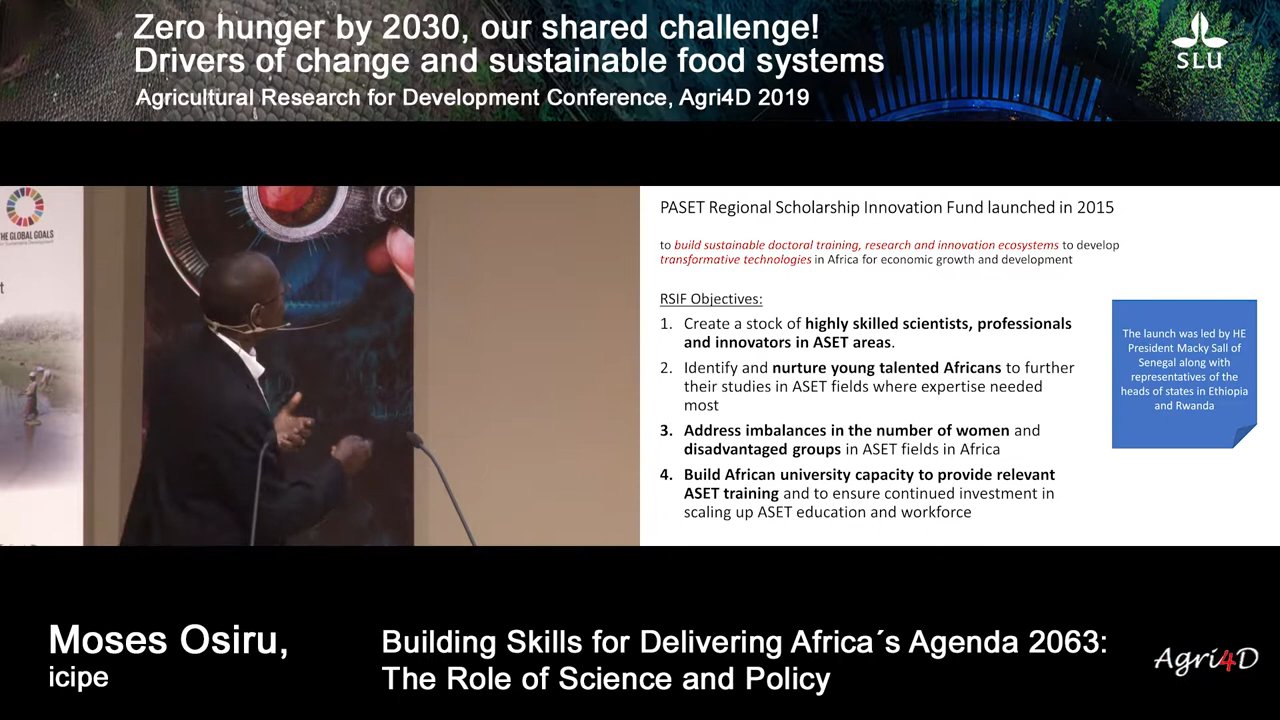 Zero hunger by 2030, our shared challenge!
Drivers of change and sustainable food systems
Agricultural Research for Development Conference, Agri4D 2019
SLU
THE GLOBAL GOALS
PASET Regional Scholarship Innovation Fund launched in 2015
to build sustainable doctoral training, research and innovation ecosystems to develop
transformative technologies in Africa for economic growth and development
RSIF Objectives:
1. Create a stock of highly skilled scientists, professionals
and innovators in ASET areas.
2. Identify and nurture young talented Africans to further
their studies in ASET fields where expertise needed
most
3. Address imbalances in the number of women and
disadvantaged groups in ASET fields in Africa
4. Build African university capacity to provide relevant
ASET training and to ensure continued investment in
scaling up ASET education and workforce
The launch was led by HE
President Macky Sall of
Senegal along with
representatives of the
heads of states in Ethiopia
and Rwanda
Moses Osiru,
icipe
Building Skills for Delivering Africa´s Agenda 2063:
The Role of Science and Policy
Agri4D